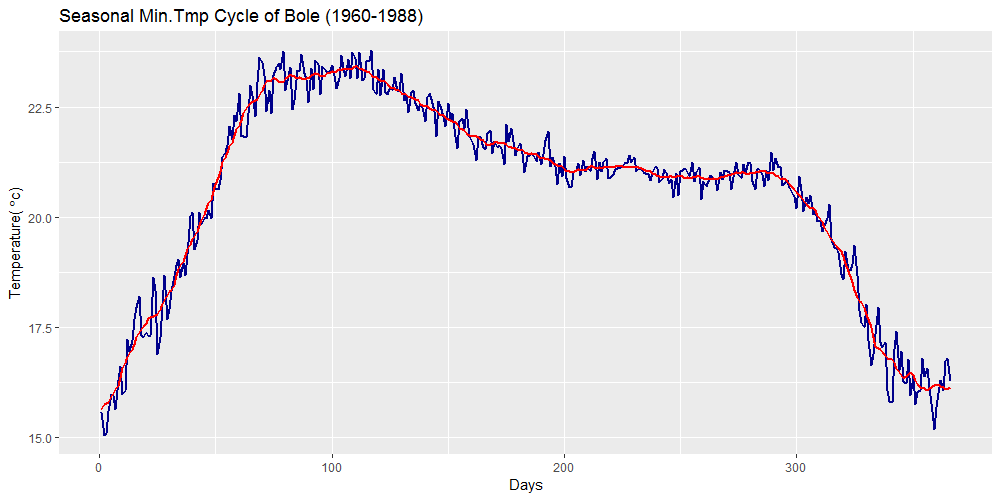 Seasonal Min.Tmp Cycle of Bole (1960-1988)
Temperature( °c)
22.5
20.0
17.5
15.0
0
100
200
300
Days